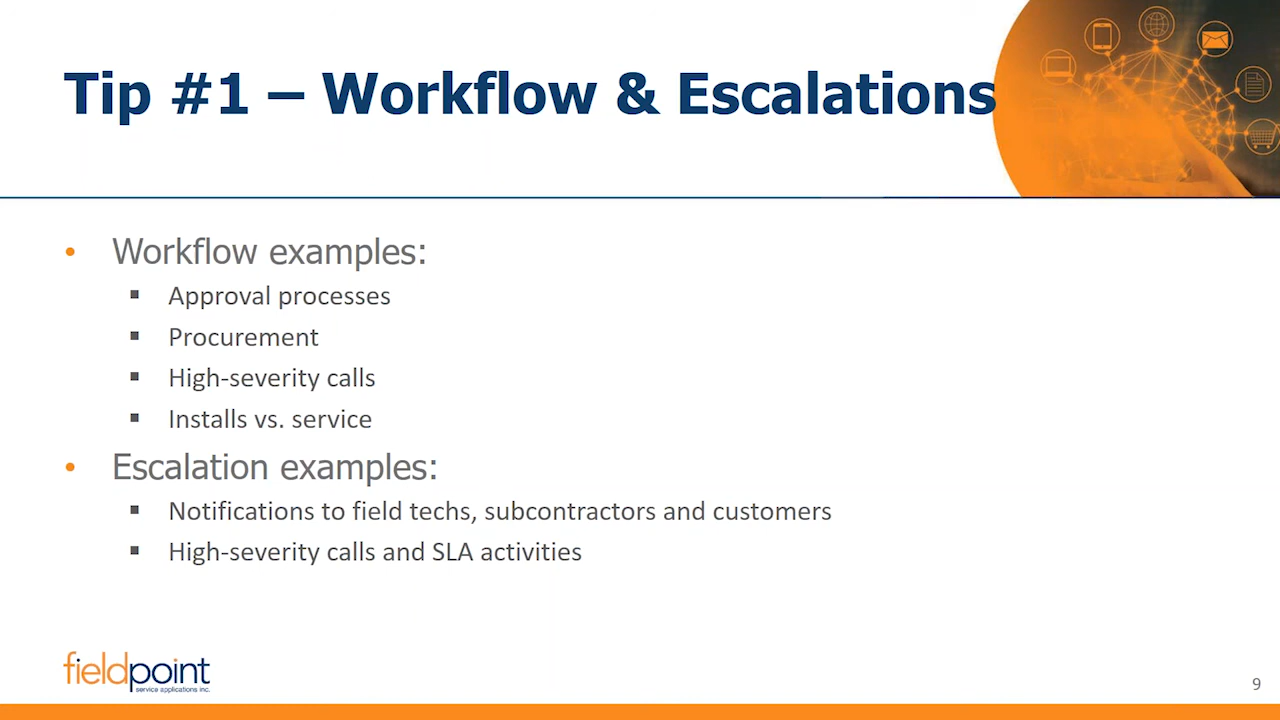 Tip #1 – Workflow & Escalations
• Workflow examples:
▪ Approval processes
▪ Procurement
▪ High-severity calls
▪ Installs vs. service
• Escalation examples:
▪ Notifications to field techs, subcontractors and customers
▪ High-severity calls and SLA activities
fieldpoint
service applications inc.
9